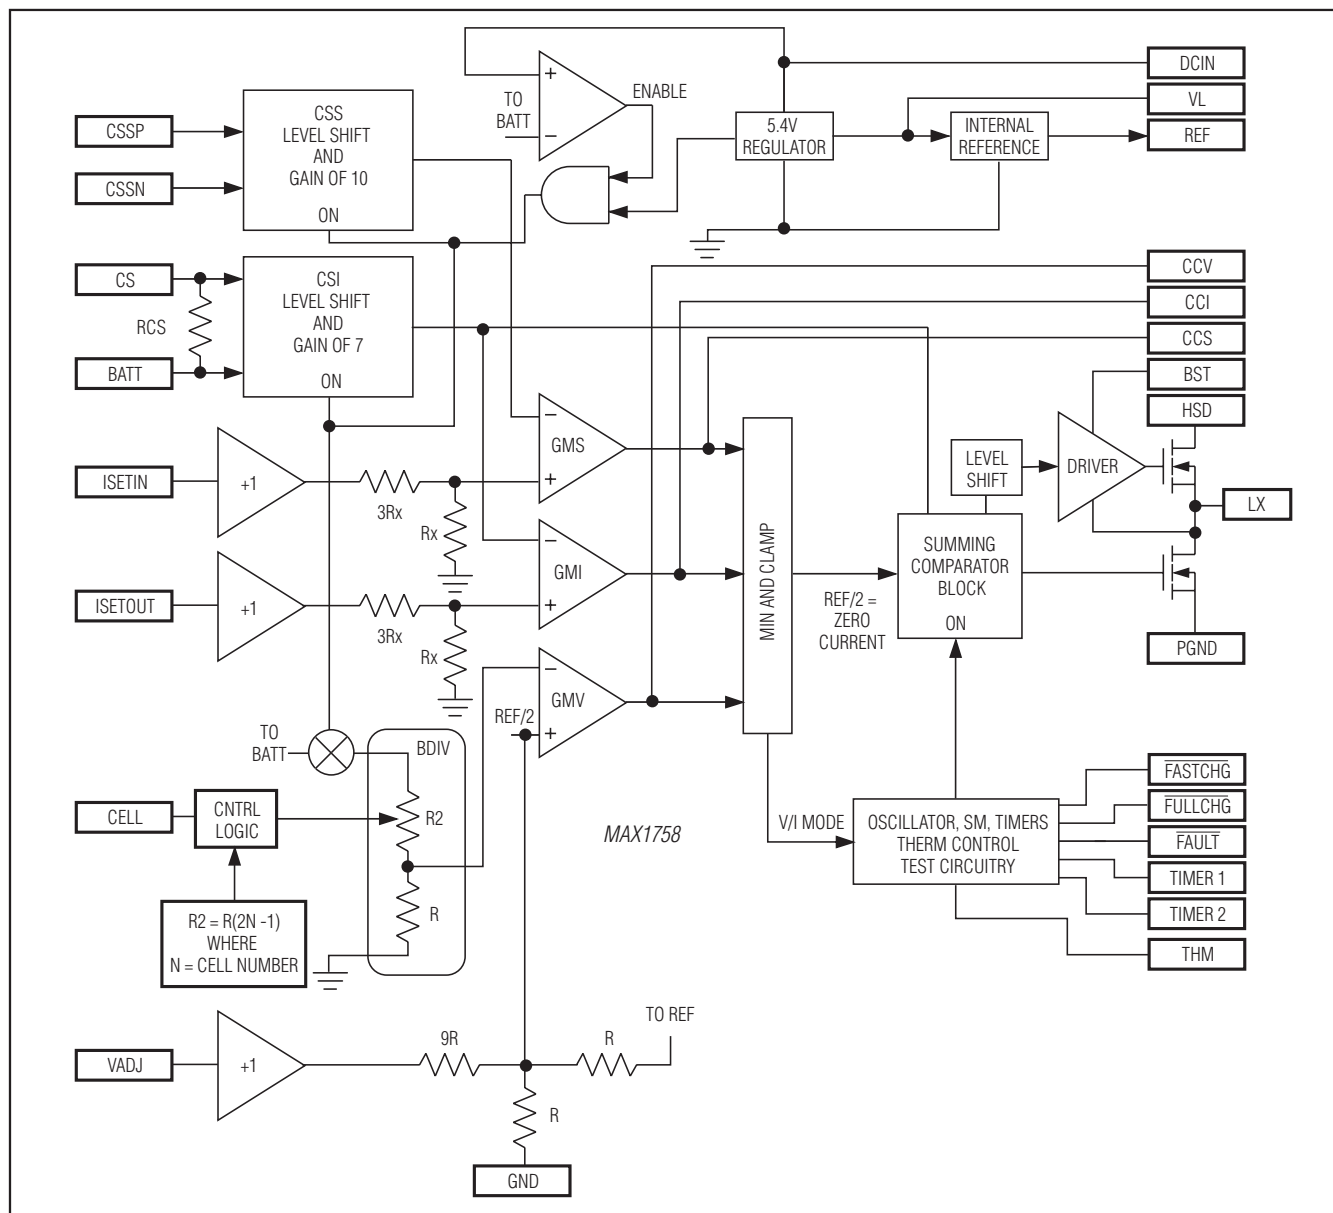 DCIN
VL
REF
+
TO
BATT
−
ENABLE
5.4V
REGULATOR
INTERNAL
REFERENCE
CSSP
CSSN
CSS
LEVEL SHIFT
AND
GAIN OF 10
ON
CS
RCS
BATT
CSI
LEVEL SHIFT
AND
GAIN OF 7
ON
CCV
CCI
CCS
BST
HSD
LX
PGND
ISETIN
+1
3Rx
Rx
−
GMS
+
ISETOUT
+1
3Rx
Rx
−
GMI
+
−
GMV
REF/2
+
MIN AND CLAMP
REF/2 =
ZERO
CURRENT
LEVEL
SHIFT
DRIVER
SUMMING
COMPARATOR
BLOCK
ON
TO
BATT
BDIV
R2
R
CELL
CNTRL
LOGIC
R2 = R(2N -1)
WHERE
N = CELL NUMBER
MAX1758
V/I MODE
OSCILLATOR, SM, TIMERS
THERM CONTROL
TEST CIRCUITRY
FASTCHG
FULLCHG
FAULT
TIMER 1
TIMER 2
THM
VADJ
+1
9R
R
TO REF
R
GND